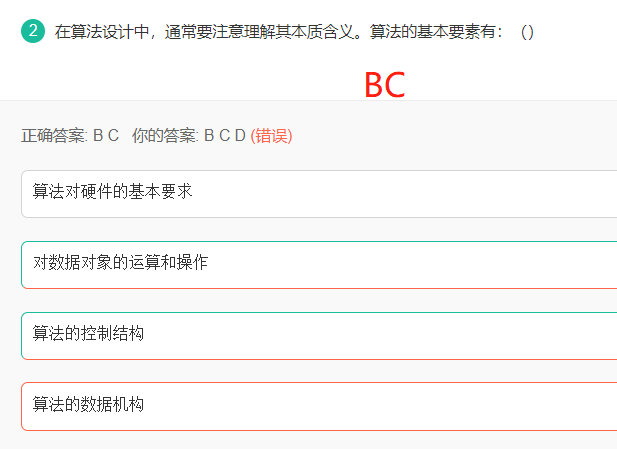 2 在算法设计中，通常要注意理解其本质含义。算法的基本要素有：（）
BC
正确答案: B C 你的答案: B C D (错误)
算法对硬件的基本要求
对数据对象的运算和操作
算法的控制结构
算法的数据机构